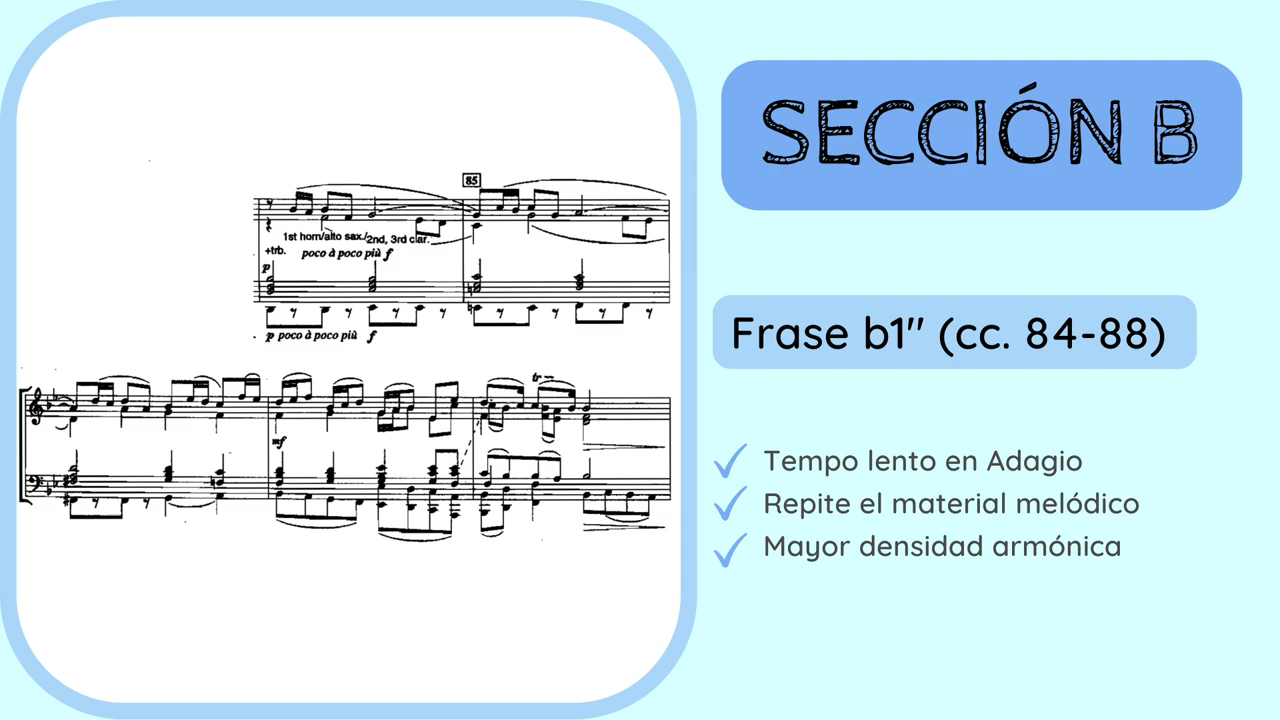 SECCIÓN B
Frase b1'' (cc. 84-88)
Tempo lento en Adagio
Repite el material melódico
Mayor densidad armónica
85
1st horn/alto sax./2nd, 3rd clar.
+trb.
poco à poco più f
p
p poco à poco più f
tr
mf